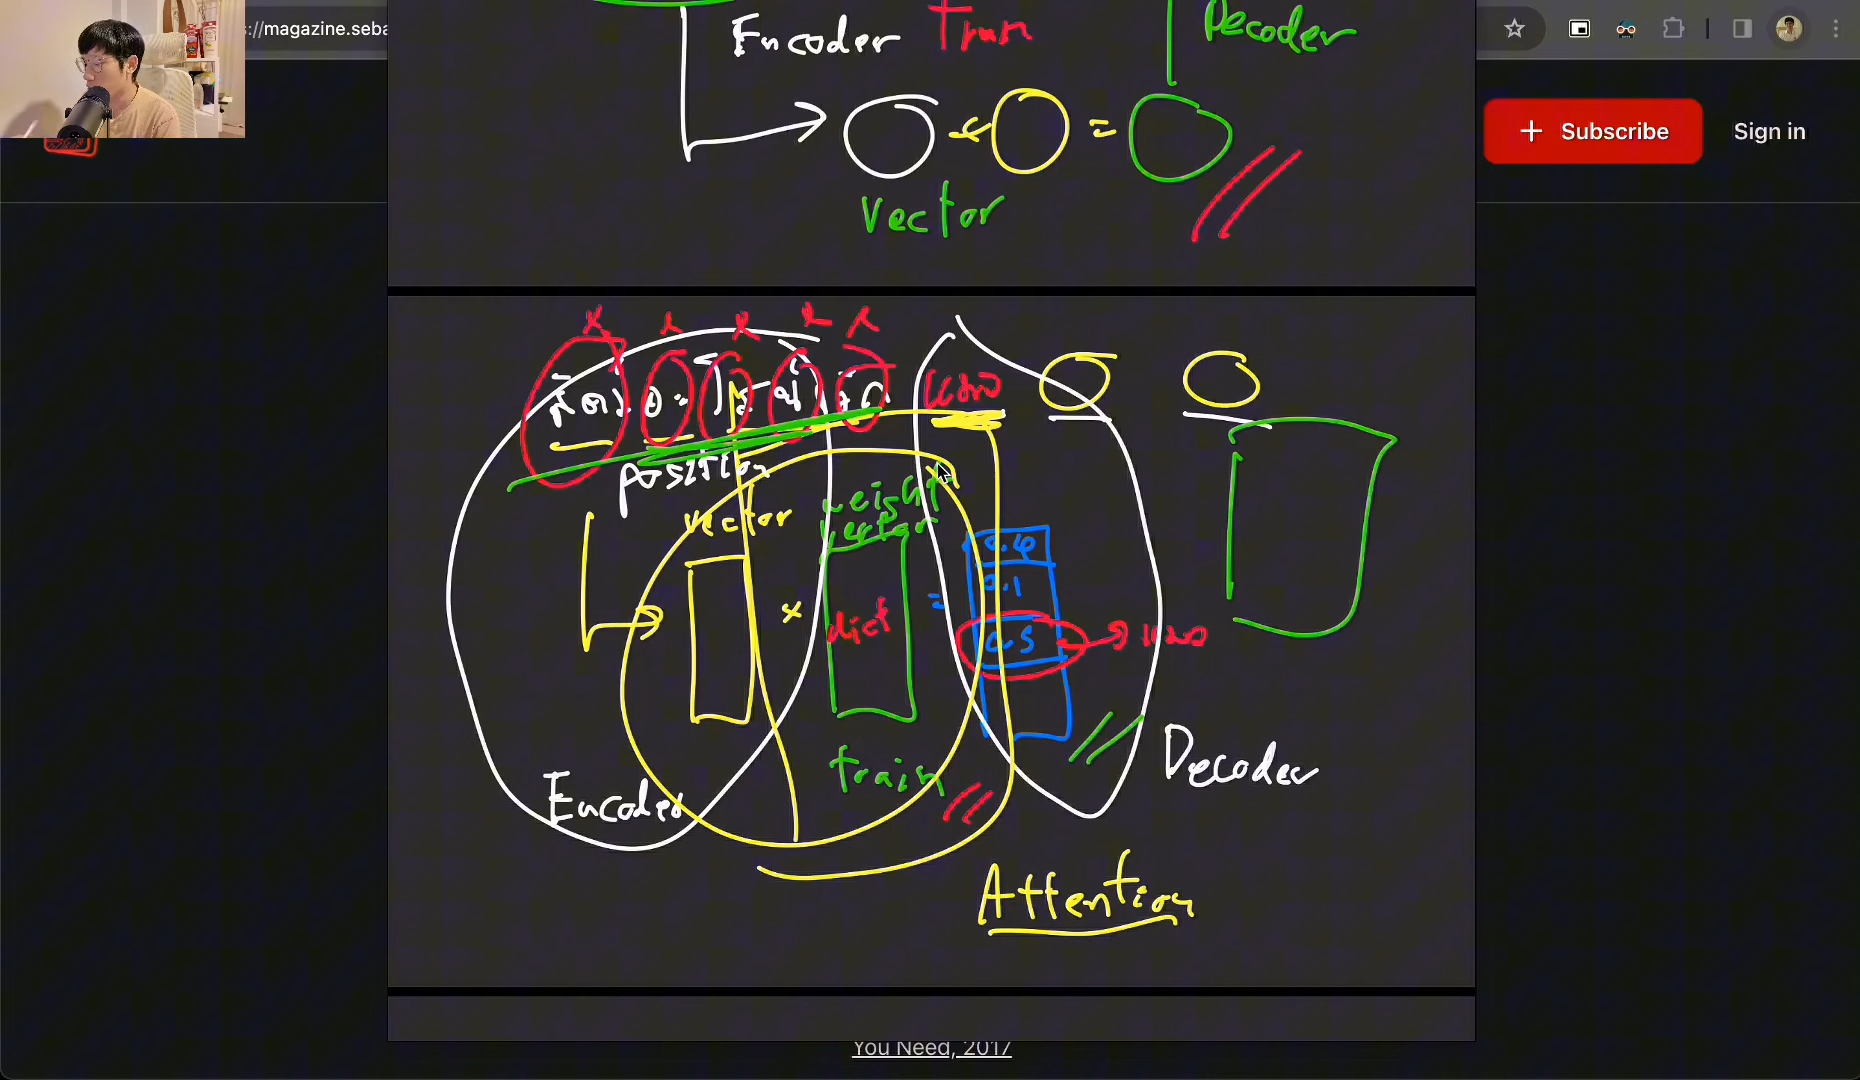 ://magazine.seba
Subscribe
Sign in
Encoder
Train
Decoder
vector
position
vector
weight
vector
0.4
0.1
dict
0.5
train
Encoder
Decoder
Attention
You Need, 2017